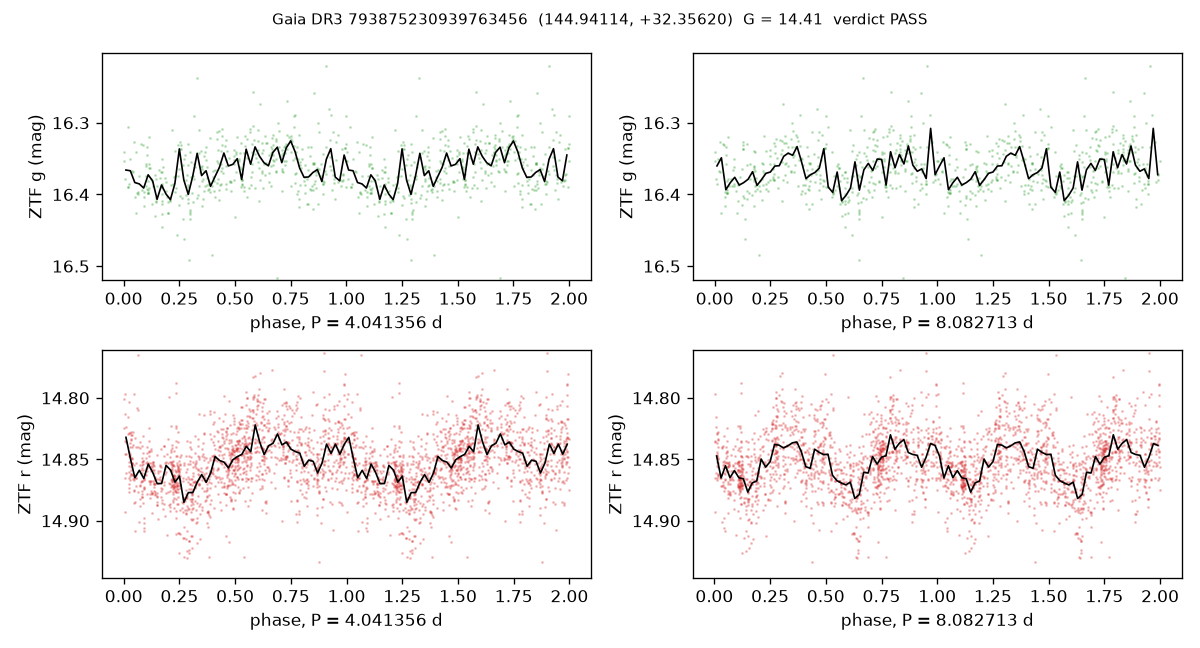 Gaia DR3 793875230939763456  (144.94114, +32.35620)  G = 14.41  verdict PASS
ZTF g (mag)
16.3
16.4
16.5
0.00 0.25 0.50 0.75 1.00 1.25 1.50 1.75 2.00
phase, P = 4.041356 d
ZTF g (mag)
16.3
16.4
16.5
0.00 0.25 0.50 0.75 1.00 1.25 1.50 1.75 2.00
phase, P = 8.082713 d
ZTF r (mag)
14.80
14.85
14.90
0.00 0.25 0.50 0.75 1.00 1.25 1.50 1.75 2.00
phase, P = 4.041356 d
ZTF r (mag)
14.80
14.85
14.90
0.00 0.25 0.50 0.75 1.00 1.25 1.50 1.75 2.00
phase, P = 8.082713 d